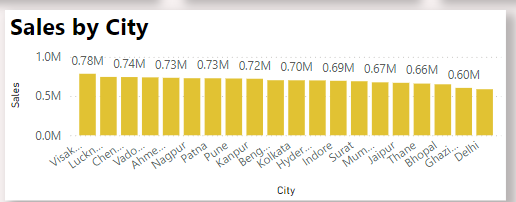 Sales by City
1.0M
0.78M 0.74M 0.73M 0.73M 0.72M 0.70M 0.69M 0.67M 0.66M 0.60M
Sales
0.5M
0.0M
Visak... Luckn... Chen... Vado... Ahme... Nagpur Patna Pune Kanpur Beng... Kolkata Hyder... Indore Surat Mum... Jaipur Thane Bhopal Ghazi... Delhi
City